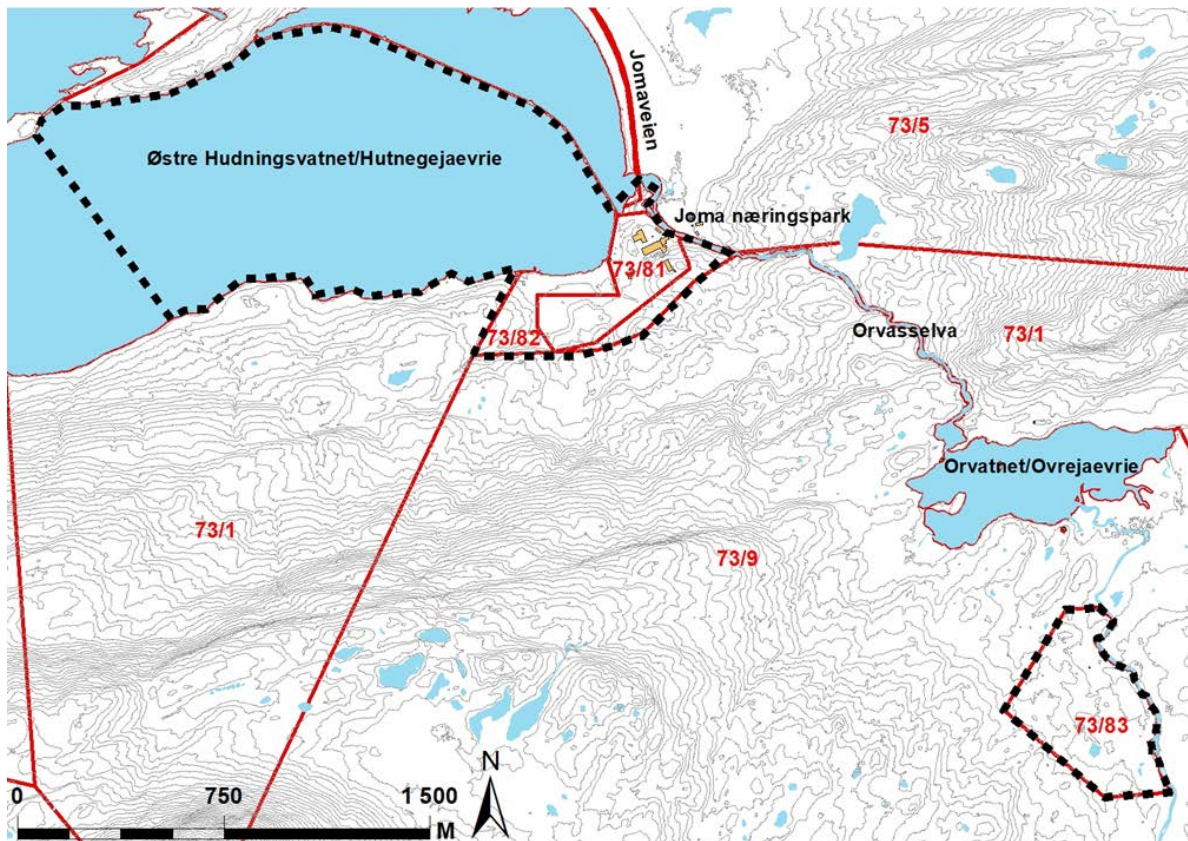 Jomaveien
73/5
Østre Hudningsvatnet/Hutnegejaevrie
Joma næringspark
73/81
73/82
Orvasselva
73/1
Orvatnet/Ovrejaevrie
73/1
73/9
73/83
N
0 750 1 500
M